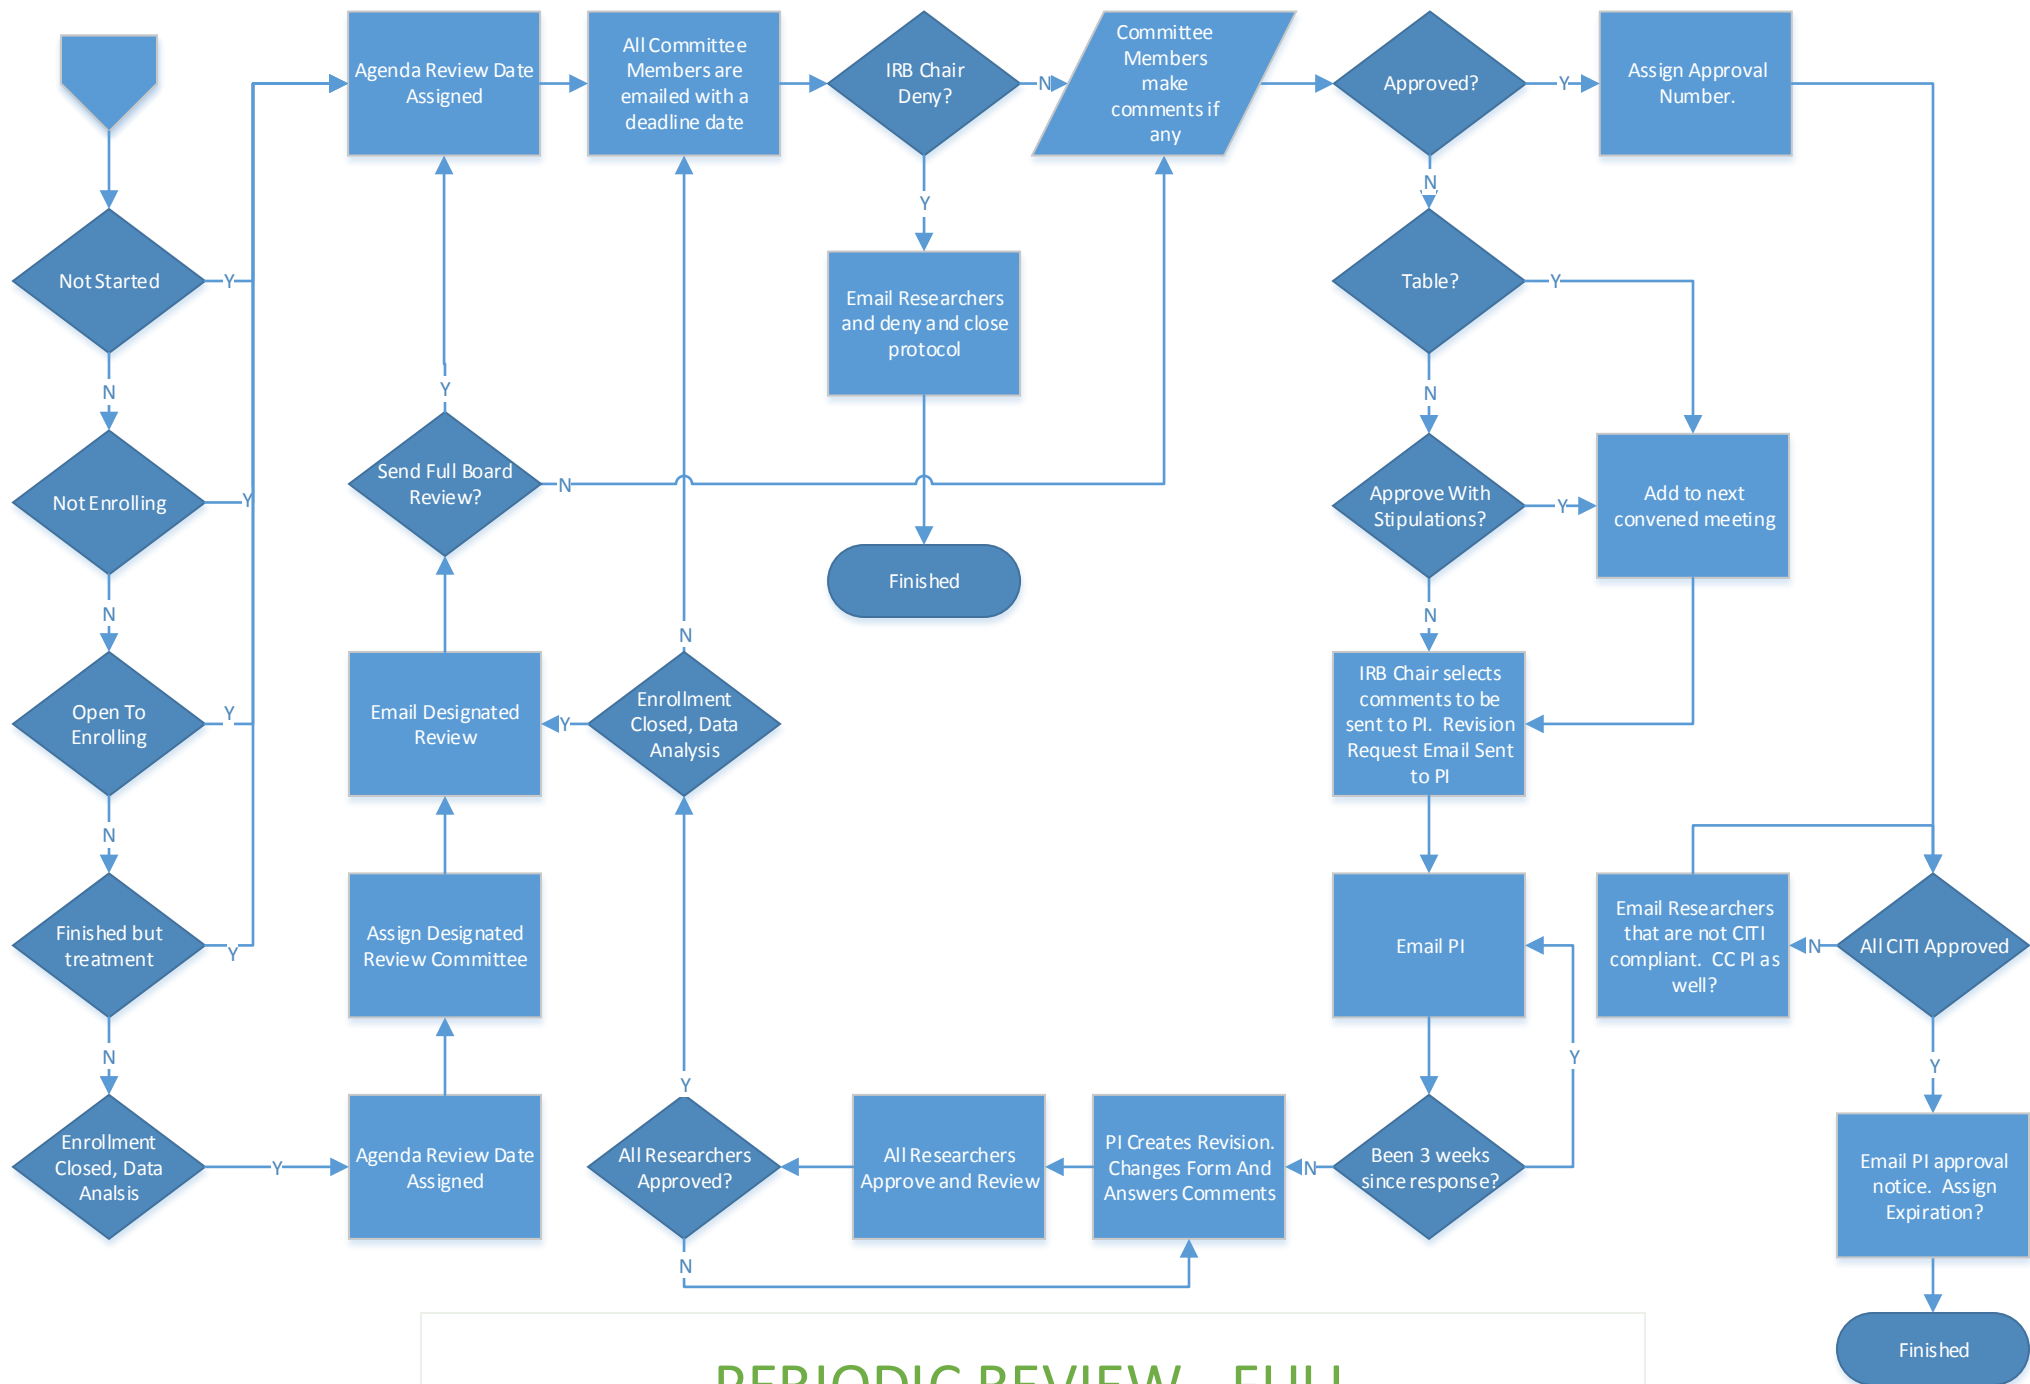 Agenda Review Date
Assigned
All Committee
Members are
emailed with a
deadline date
IRB Chair
Deny?
N
Committee
Members
make
comments if
any
Approved?
Y
Assign Approval
Number.
N
Y
Not Started
Y
Email Researchers
and deny and close
protocol
Table?
Y
N
Y
N
Send Full Board
Review?
N
Not Enrolling
Y
Approve With
Stipulations?
Y
Add to next
convened meeting
Finished
N
N
N
Open To
Enrolling
Y
Email Designated
Review
Y
Enrollment
Closed, Data
Analysis
IRB Chair selects
comments to be
sent to PI. Revision
Request Email Sent
to PI
N
Finished but
treatment
Y
Assign Designated
Review Committee
Email PI
Email Researchers
that are not CITI
compliant. CC PI as
well?
N
All CITI Approved
N
Y
Y
Y
Enrollment
Closed, Data
Analsis
Y
Agenda Review Date
Assigned
All Researchers
Approved?
All Researchers
Approve and Review
PI Creates Revision.
Changes Form And
Answers Comments
N
Been 3 weeks
since response?
Email PI approval
notice. Assign
Expiration?
N
Finished
PERIODIC REVIEW - FULL